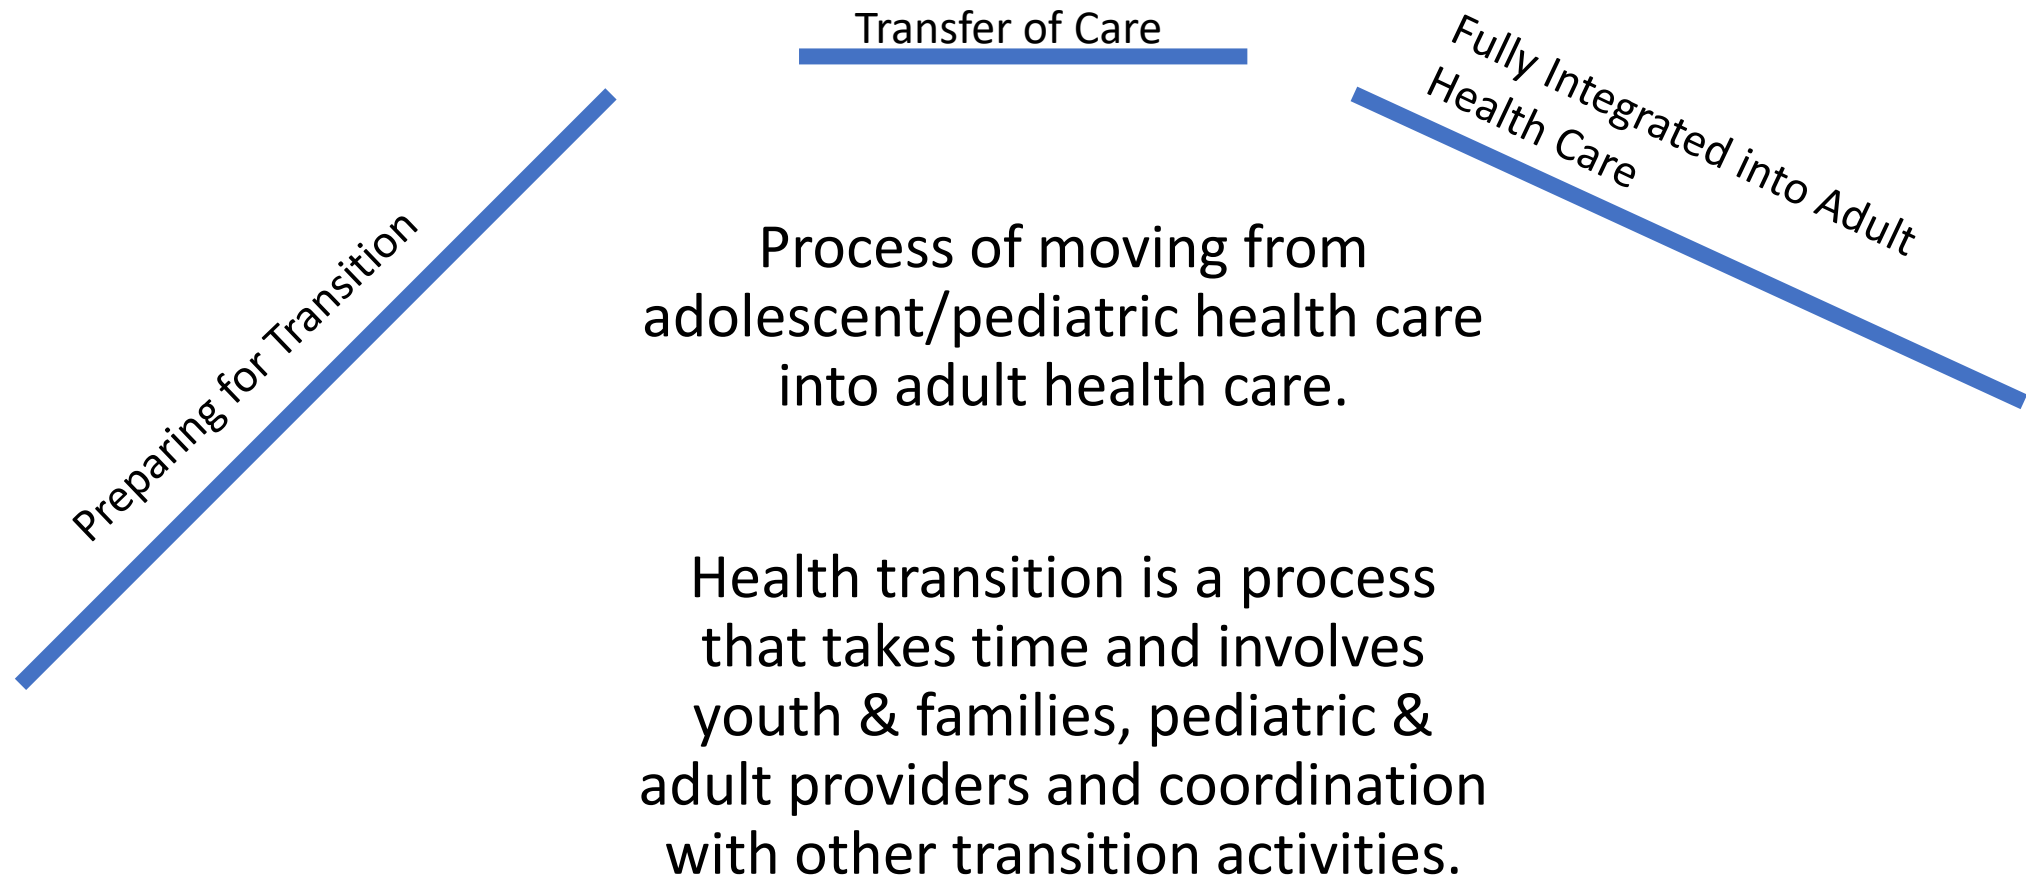 Transfer of Care
Fully Integrated into Adult
Health Care
Preparing for Transition
Process of moving from
adolescent/pediatric health care
into adult health care.
Health transition is a process
that takes time and involves
youth & families, pediatric &
adult providers and coordination
with other transition activities.